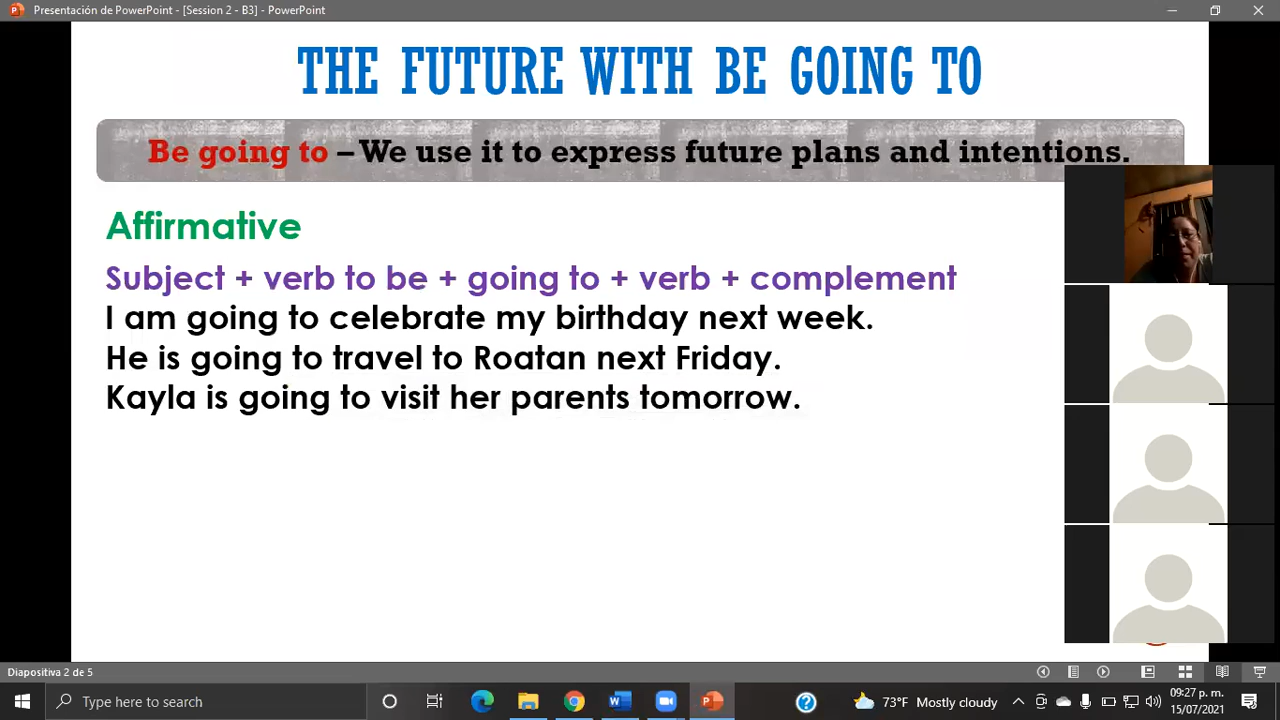 Presentación de PowerPoint - [Session 2 - B3] - PowerPoint
THE FUTURE WITH BE GOING TO
Be going to – We use it to express future plans and intentions.
Affirmative
Subject + verb to be + going to + verb + complement
I am going to celebrate my birthday next week.
He is going to travel to Roatan next Friday.
Kayla is going to visit her parents tomorrow.
Diapositiva 2 de 5
Type here to search
73°F Mostly cloudy
09:27 p. m.
15/07/2021